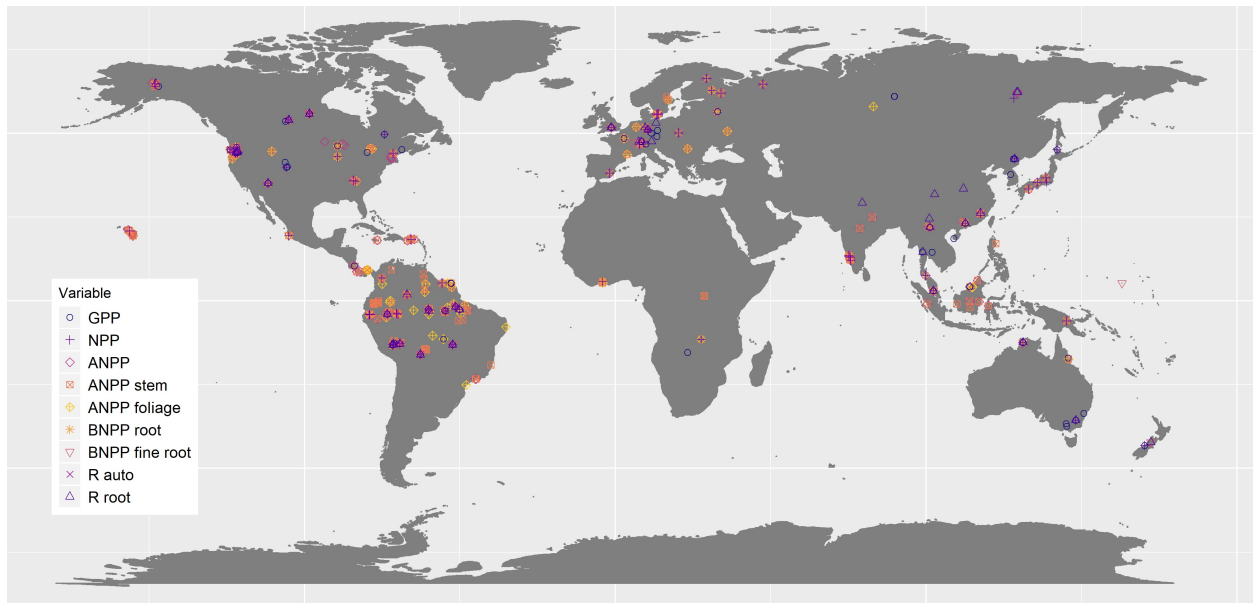 Variable
GPP
NPP
ANPP
ANPP stem
ANPP foliage
BNPP root
BNPP fine root
R auto
R root